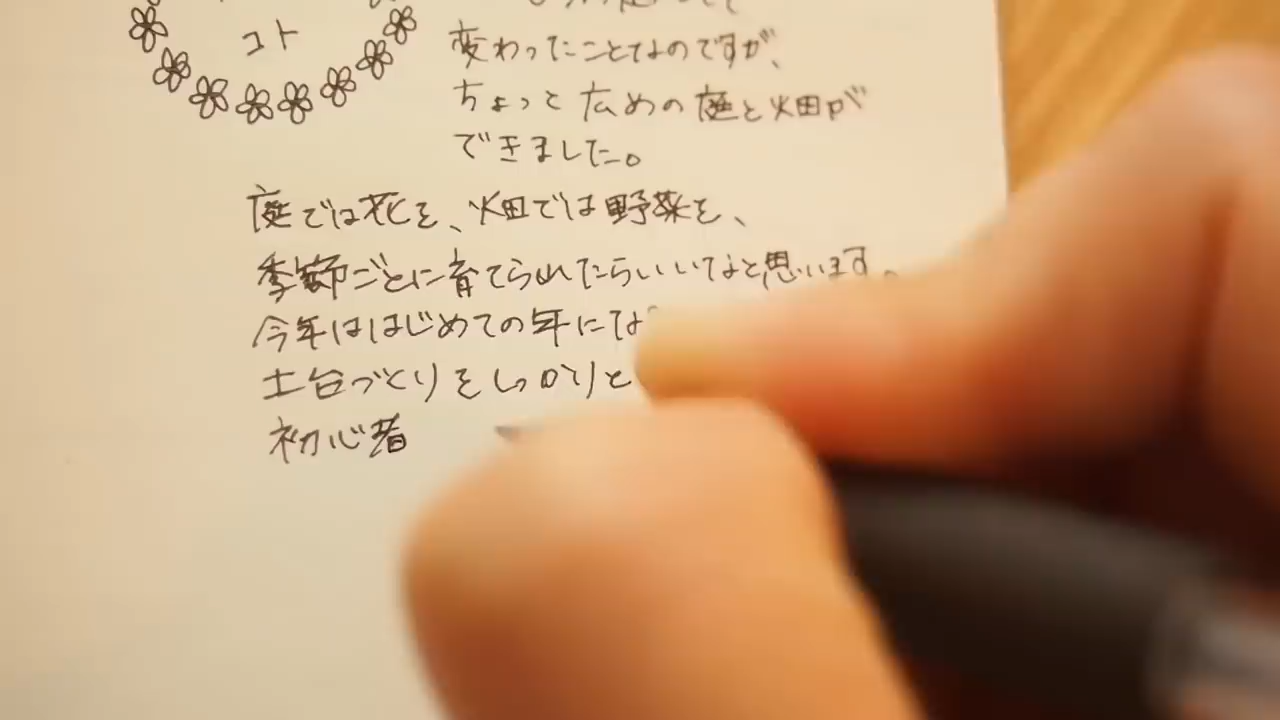 コト
変わったことなのですが、
ちょっと広めの庭と畑が
できました。
庭では花を、畑では野菜を、
季節ごとに育てられたらいいなと思います。
今年ははじめての年にな
土台づくりをしっかりと
初心者